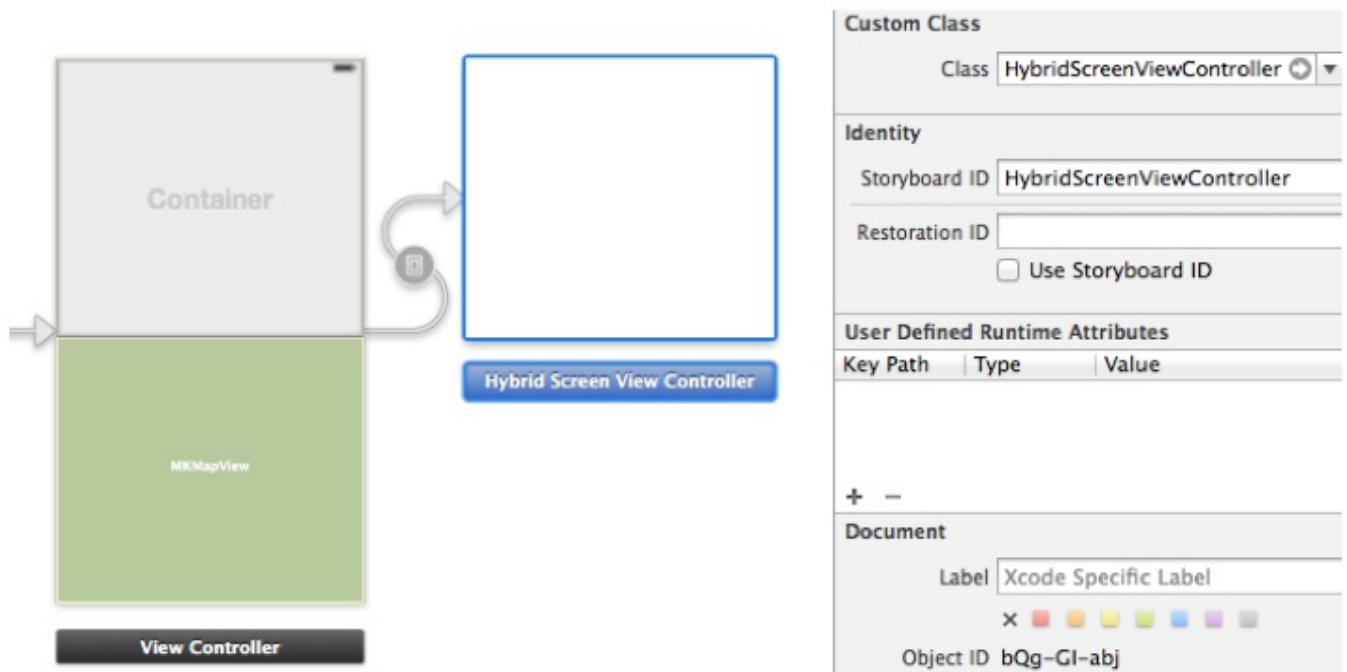 Container
MKMapView
View Controller
Hybrid Screen View Controller
Custom Class
Class HybridScreenViewController
Identity
Storyboard ID HybridScreenViewController
Restoration ID
Use Storyboard ID
User Defined Runtime Attributes
Key Path Type Value
+ −
Document
Label Xcode Specific Label
Object ID bQg-GI-abj